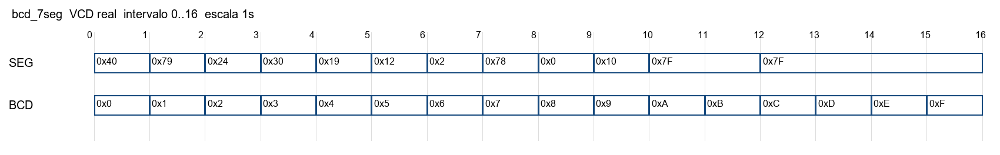 bcd_7seg VCD real intervalo 0..16 escala 1s
0 1 2 3 4 5 6 7 8 9 10 11 12 13 14 15 16
SEG 0x40 0x79 0x24 0x30 0x19 0x12 0x2 0x78 0x0 0x10 0x7F 0x7F
BCD 0x0 0x1 0x2 0x3 0x4 0x5 0x6 0x7 0x8 0x9 0xA 0xB 0xC 0xD 0xE 0xF